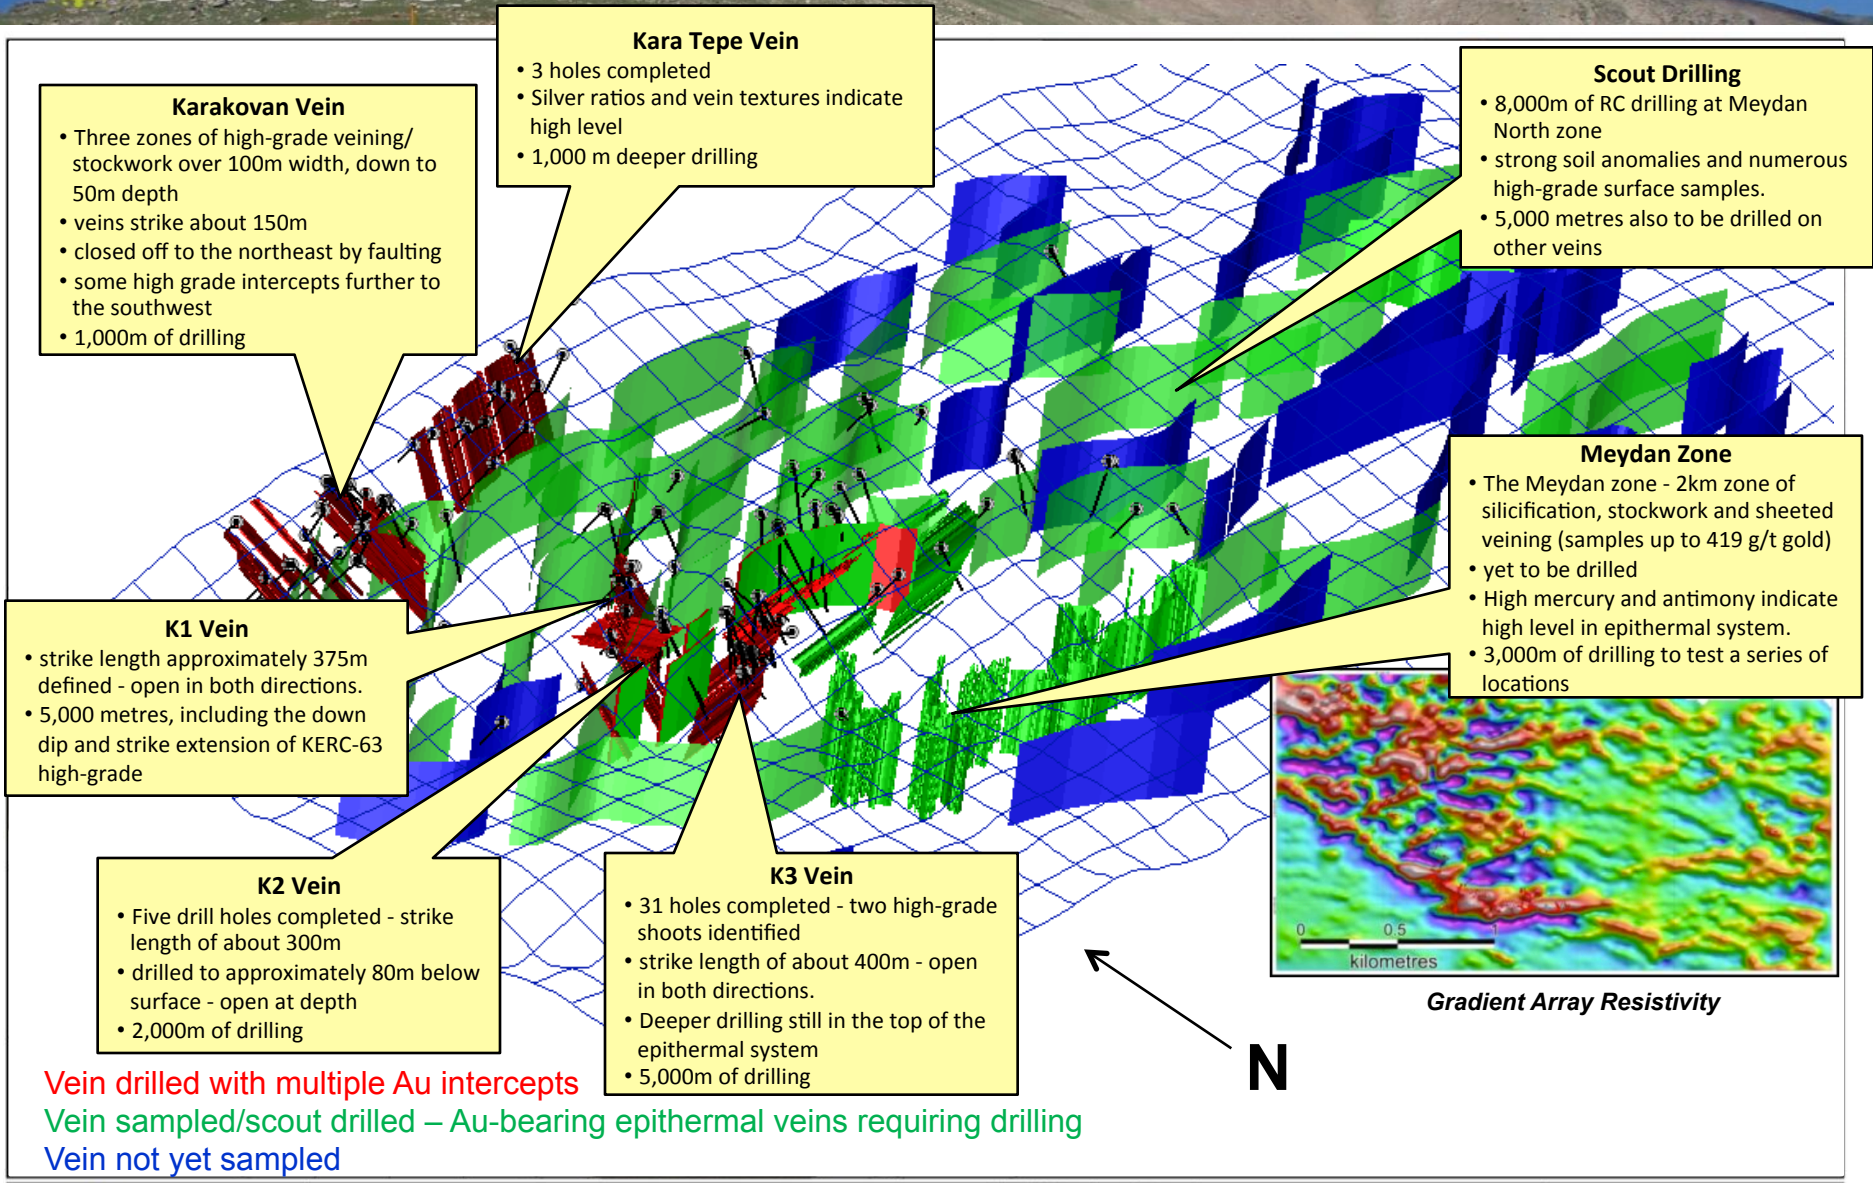 Kara Tepe Vein
• 3 holes completed
• Silver ratios and vein textures indicate
high level
• 1,000 m deeper drilling
Karakovan Vein
• Three zones of high-grade veining/
stockwork over 100m width, down to
50m depth
• veins strike about 150m
• closed off to the northeast by faulting
• some high grade intercepts further to
the southwest
• 1,000m of drilling
Scout Drilling
• 8,000m of RC drilling at Meydan
North zone
• strong soil anomalies and numerous
high-grade surface samples.
• 5,000 metres also to be drilled on
other veins
Meydan Zone
• The Meydan zone - 2km zone of
silicification, stockwork and sheeted
veining (samples up to 419 g/t gold)
• yet to be drilled
• High mercury and antimony indicate
high level in epithermal system.
• 3,000m of drilling to test a series of
locations
K1 Vein
• strike length approximately 375m
defined - open in both directions.
• 5,000 metres, including the down
dip and strike extension of KERC-63
high-grade
K2 Vein
• Five drill holes completed - strike
length of about 300m
• drilled to approximately 80m below
surface - open at depth
• 2,000m of drilling
K3 Vein
• 31 holes completed - two high-grade
shoots identified
• strike length of about 400m - open
in both directions.
• Deeper drilling still in the top of the
epithermal system
• 5,000m of drilling
0 0.5 1
kilometres
Gradient Array Resistivity
N
Vein drilled with multiple Au intercepts
Vein sampled/scout drilled – Au-bearing epithermal veins requiring drilling
Vein not yet sampled